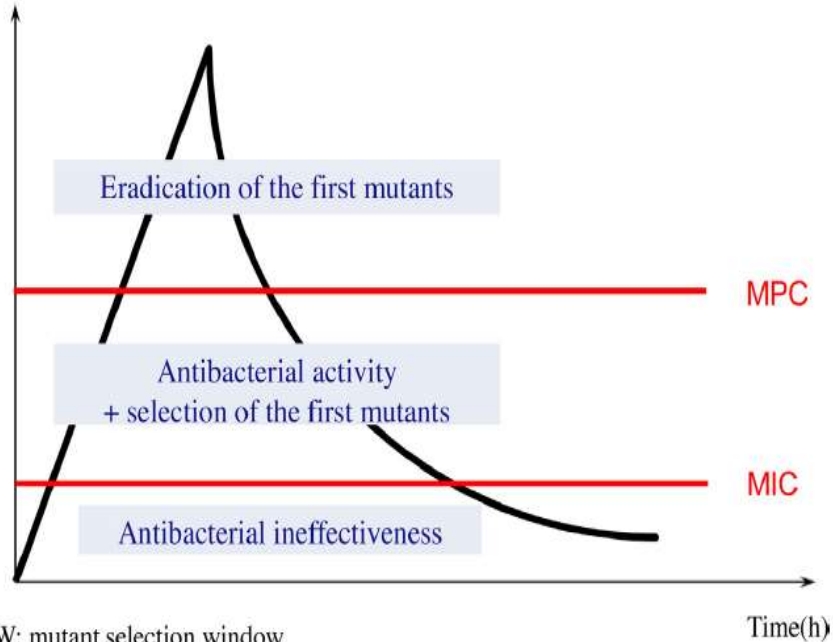 Eradication of the first mutants
MPC
Antibacterial activity
+ selection of the first mutants
MIC
Antibacterial ineffectiveness
Time(h)
W: mutant selection window